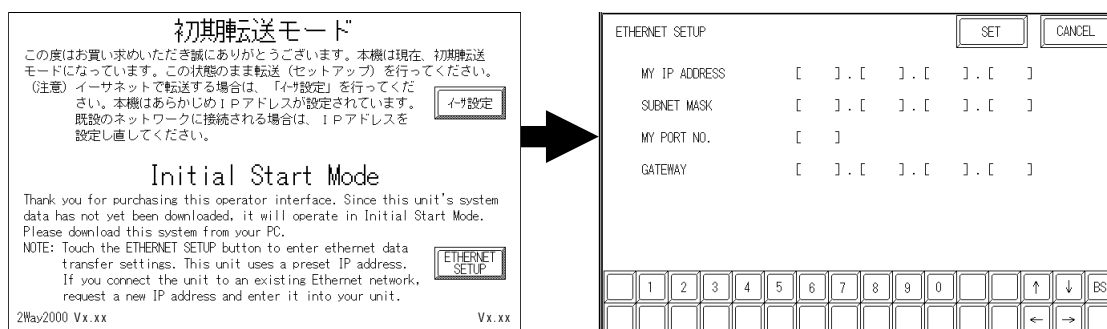 初期転送モード
この度はお買い求めいただき誠にありがとうございます。本機は現在、初期転送
モードになっています。この状態のまま転送（セットアップ）を行ってください。
（注意）イーサネットで転送する場合は、「ｲｰｻ設定」を行ってくだ
さい。本機はあらかじめＩＰアドレスが設定されています。
既設のネットワークに接続される場合は、ＩＰアドレスを
設定し直してください。
ｲｰｻ設定
Initial Start Mode
Thank you for purchasing this operator interface. Since this unit's system
data has not yet been downloaded, it will operate in Initial Start Mode.
Please download this system from your PC.
NOTE: Touch the ETHERNET SETUP button to enter ethernet data
transfer settings. This unit uses a preset IP address.
If you connect the unit to an existing Ethernet network,
request a new IP address and enter it into your unit.
ETHERNET
SETUP
2Way2000 Vx.xx Vx.xx
ETHERNET SETUP SET CANCEL
MY IP ADDRESS [ ].[ ].[ ].[ ]
SUBNET MASK [ ].[ ].[ ].[ ]
MY PORT NO. [ ]
GATEWAY [ ].[ ].[ ].[ ]
1 2 3 4 5 6 7 8 9 0 ↑ ↓ BS
← →